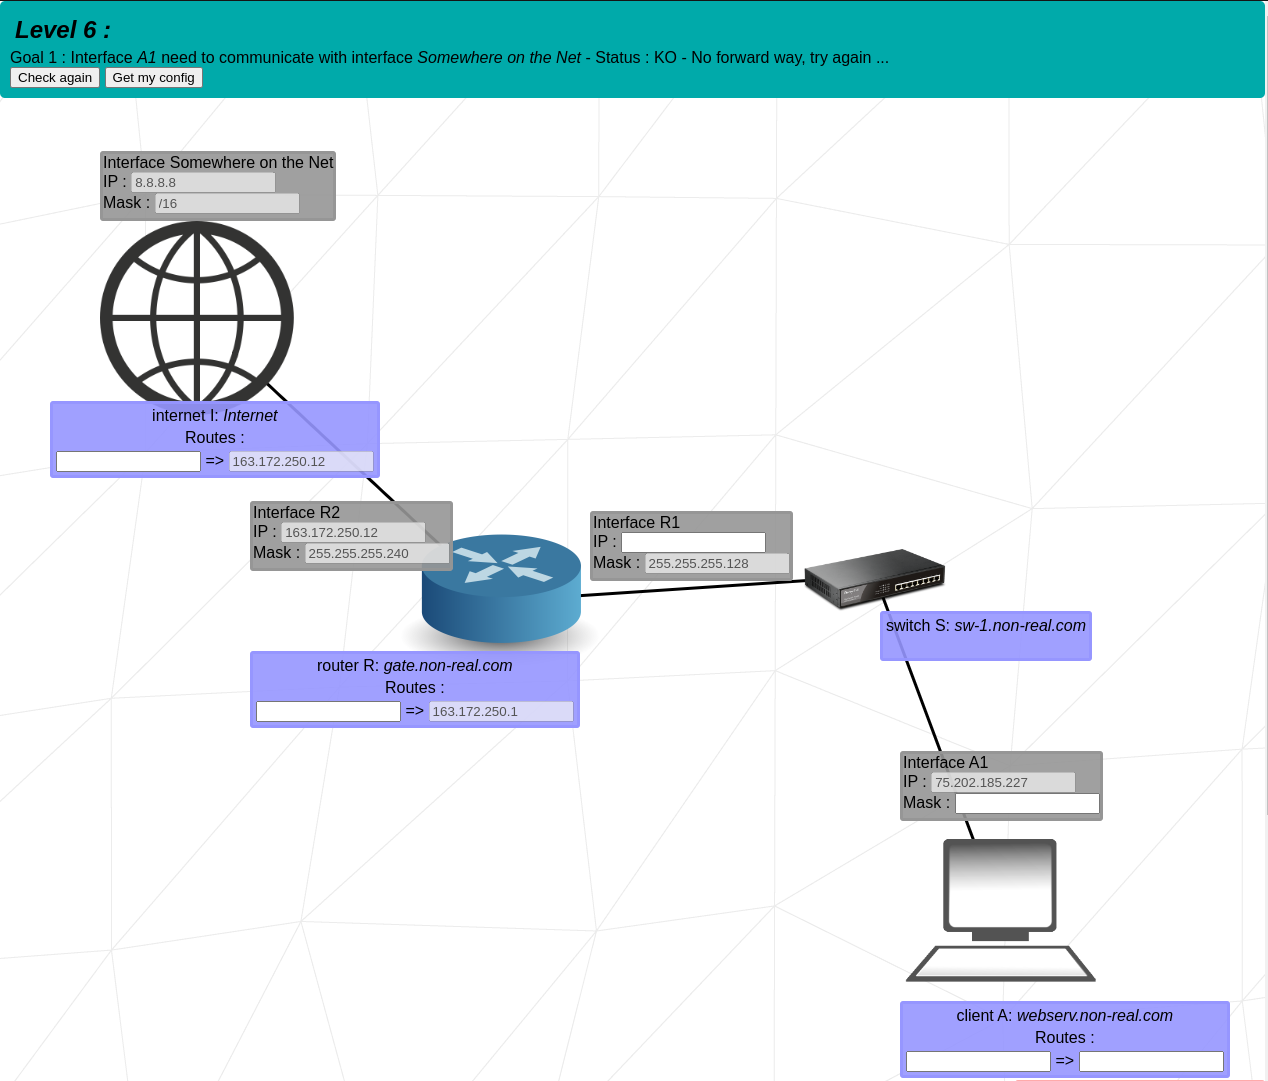 Level 6 :
Goal 1 : Interface A1 need to communicate with interface Somewhere on the Net - Status : KO - No forward way, try again ...
Check again Get my config
Interface Somewhere on the Net
IP : 8.8.8.8
Mask : /16
internet I: Internet
Routes :
=> 163.172.250.12
Interface R2
IP : 163.172.250.12
Mask : 255.255.255.240
Interface R1
IP :
Mask : 255.255.255.128
switch S: sw-1.non-real.com
router R: gate.non-real.com
Routes :
=> 163.172.250.1
Interface A1
IP : 75.202.185.227
Mask :
client A: webserv.non-real.com
Routes :
=>